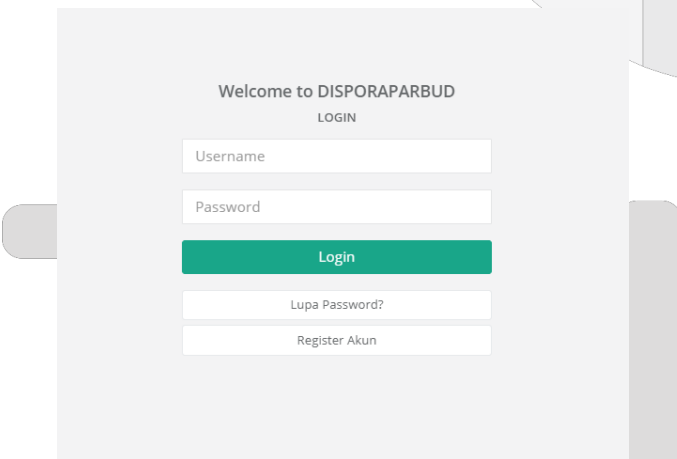 Welcome to DISPORAPARBUD
LOGIN
Username
Password
Login
Lupa Password?
Register Akun